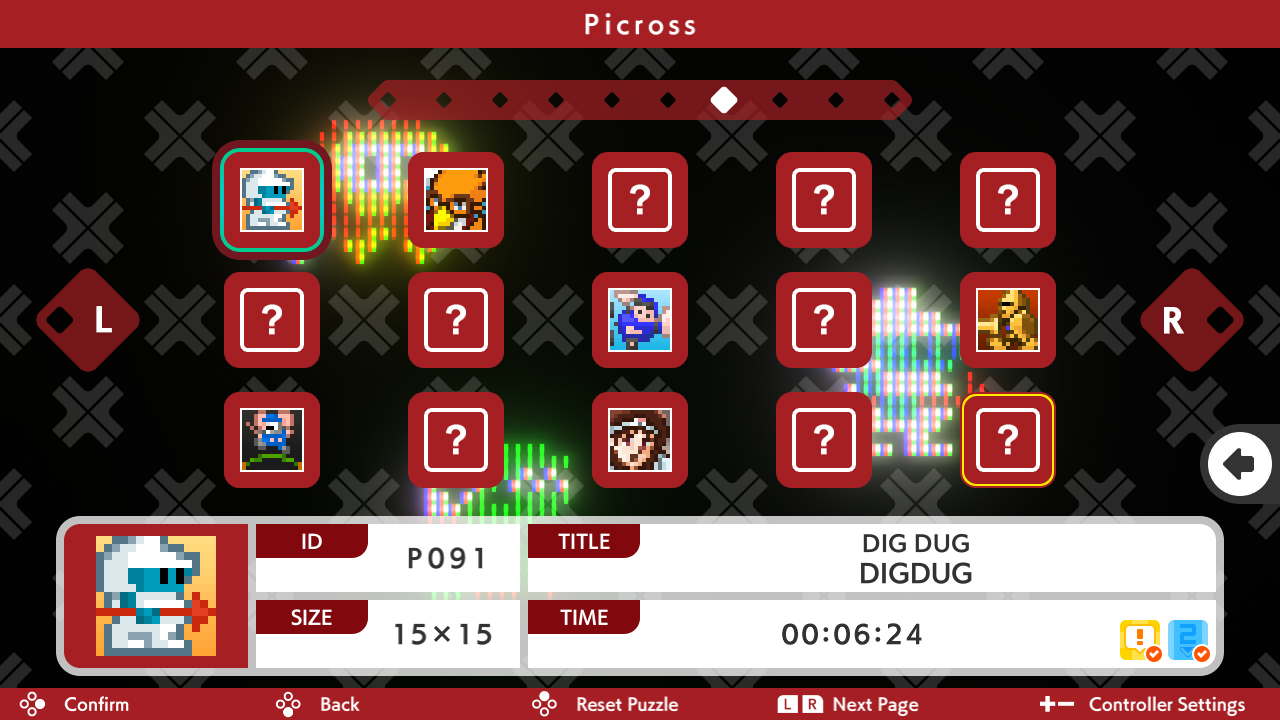 Picross
? ? ?
L ? ? ? R
? ? ?
ID P091 TITLE DIG DUG
DIGDUG
SIZE 15×15 TIME 00:06:24
Confirm Back Reset Puzzle L R Next Page Controller Settings